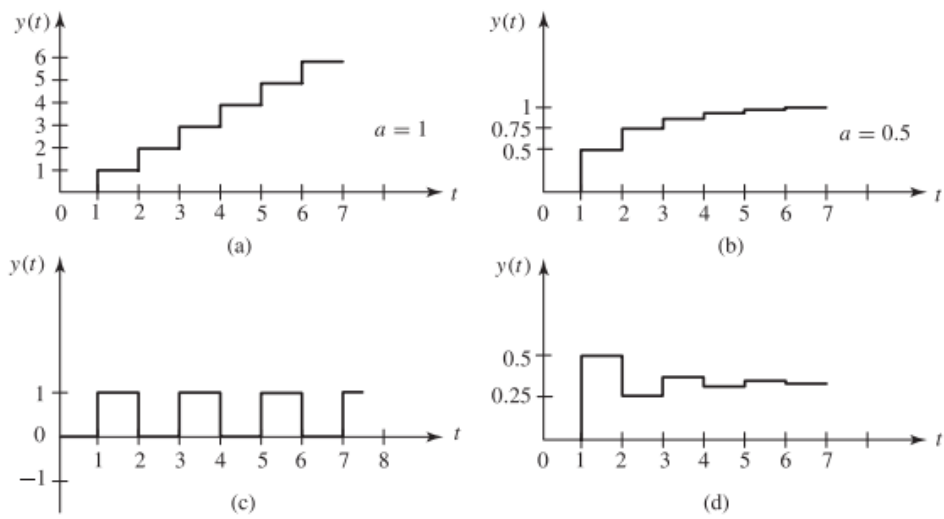 y(t)
6
5
4
3
2
1
a = 1
0 1 2 3 4 5 6 7 t
(a)
y(t)
1
0.75
0.5
a = 0.5
0 1 2 3 4 5 6 7 t
(b)
y(t)
1
0
−1
1 2 3 4 5 6 7 8 t
(c)
y(t)
0.5
0.25
0 1 2 3 4 5 6 7 t
(d)